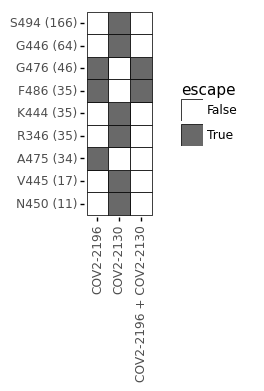 S494 (166)
G446 (64)
G476 (46)
F486 (35)
K444 (35)
R346 (35)
A475 (34)
V445 (17)
N450 (11)
escape
False
True
COV2-2196
COV2-2130
COV2-2196 + COV2-2130